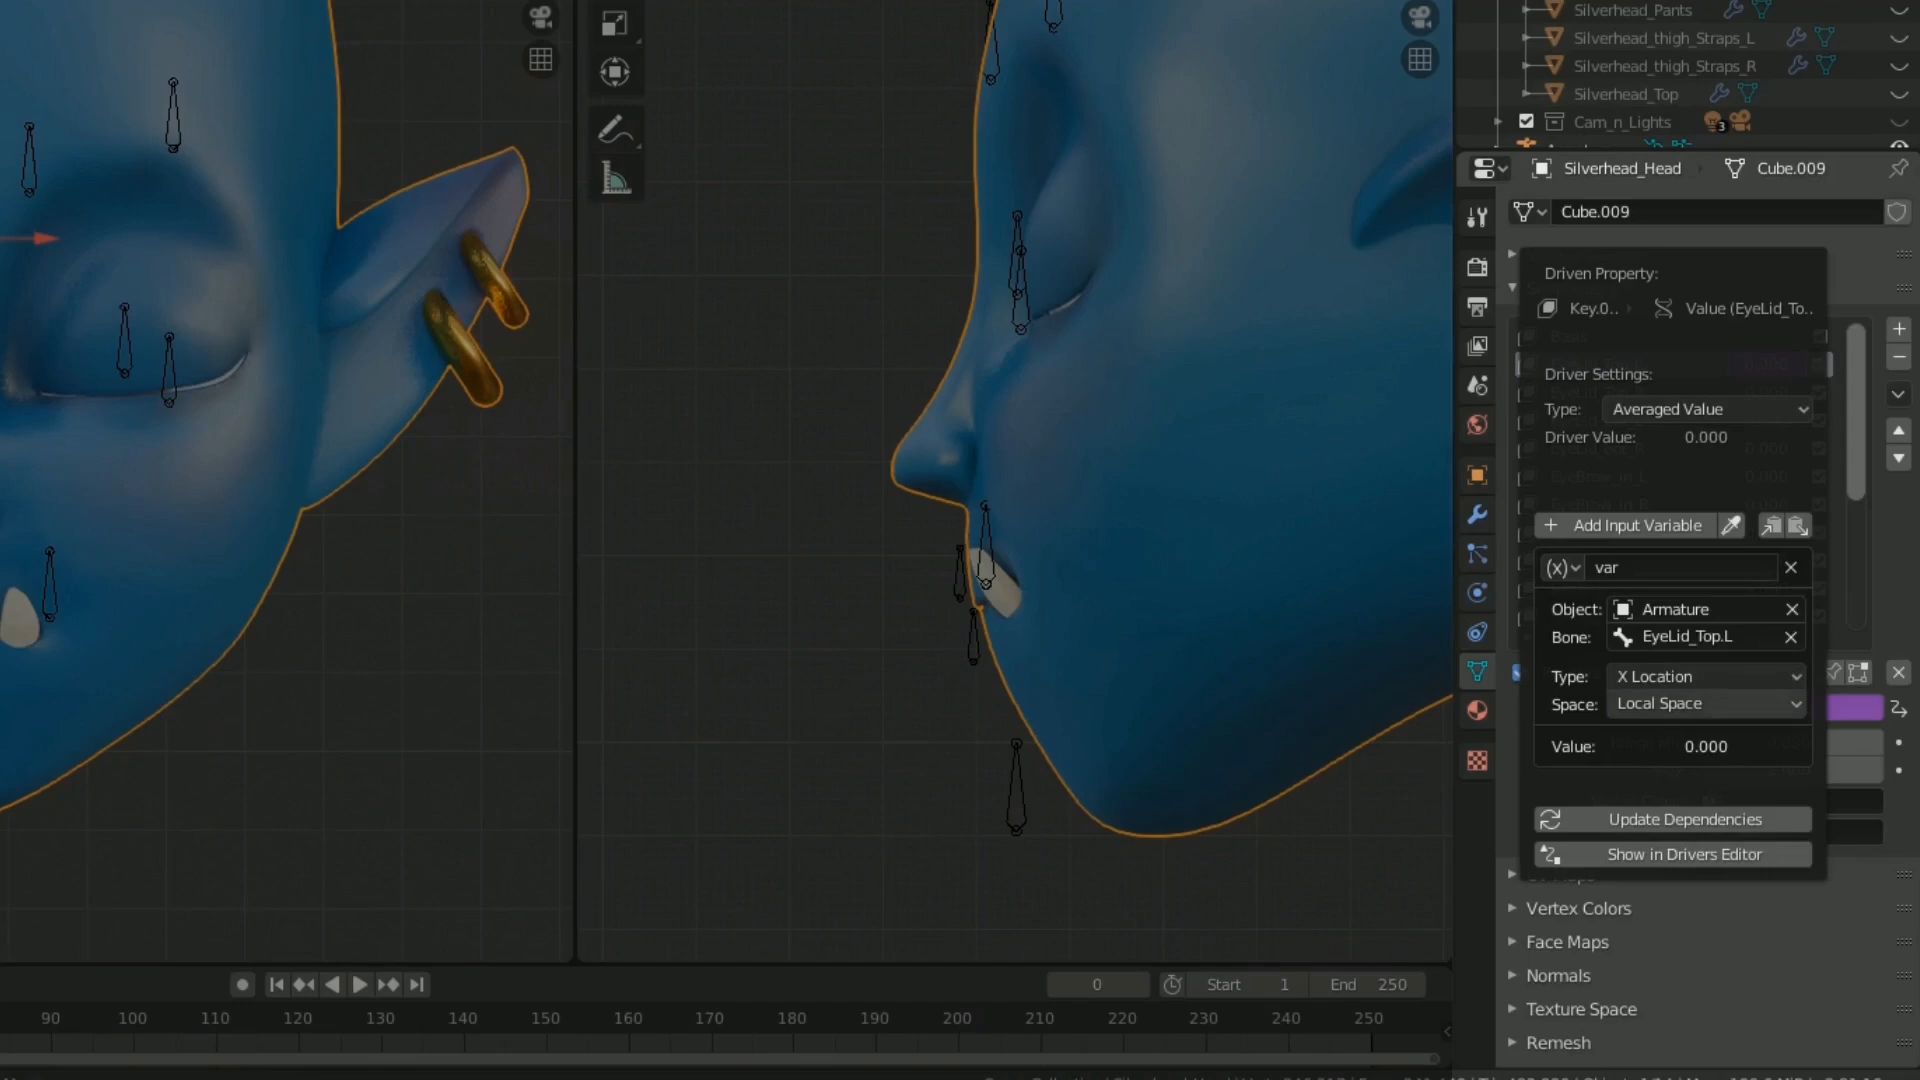 Silverhead_Pants
Silverhead_thigh_Straps_L
Silverhead_thigh_Straps_R
Silverhead_Top
Cam_n_Lights
3
Silverhead_Head
Cube.009
Cube.009
Driven Property:
Key.0..
Value (EyeLid_To..
Driver Settings:
Type:
Averaged Value
Driver Value:
0.000
Add Input Variable
(x)
var
Object:
Armature
Bone:
EyeLid_Top.L
Type:
X Location
Space:
Local Space
Value:
0.000
Update Dependencies
Show in Drivers Editor
Vertex Colors
Face Maps
Normals
Texture Space
Remesh
0
Start
1
End
250
90
100
110
120
130
140
150
160
170
180
190
200
210
220
230
240
250